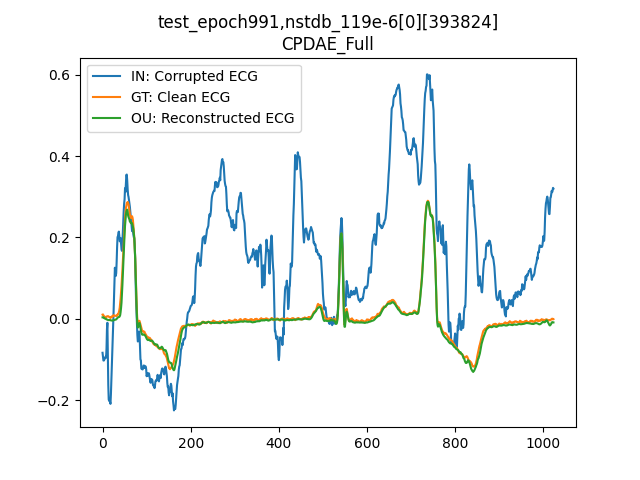 test_epoch991,nstdb_119e-6[0][393824]
CPDAE_Full
IN: Corrupted ECG
GT: Clean ECG
OU: Reconstructed ECG
0.6
0.4
0.2
0.0
−0.2
0 200 400 600 800 1000